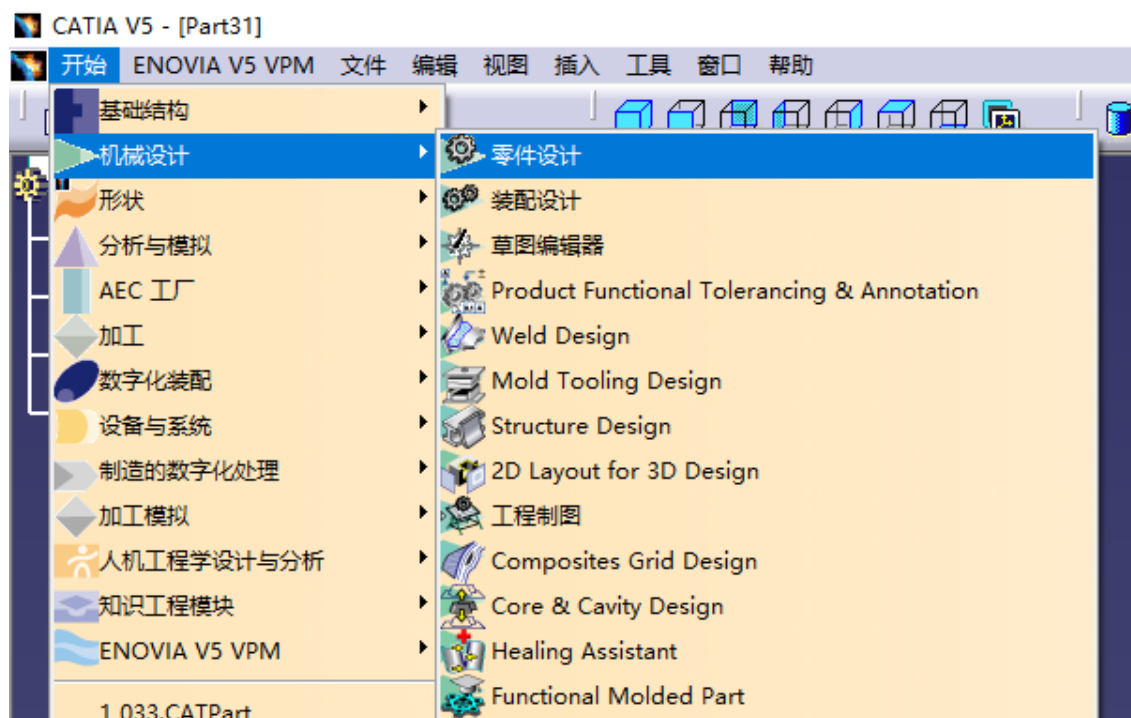 CATIA V5 - [Part31]
开始 ENOVIA V5 VPM 文件 编辑 视图 插入 工具 窗口 帮助
基础结构
机械设计
形状
分析与模拟
AEC 工厂
加工
数字化装配
设备与系统
制造的数字化处理
加工模拟
人机工程学设计与分析
知识工程模块
ENOVIA V5 VPM
1 033.CATPart
零件设计
装配设计
草图编辑器
Product Functional Tolerancing & Annotation
Weld Design
Mold Tooling Design
Structure Design
2D Layout for 3D Design
工程制图
Composites Grid Design
Core & Cavity Design
Healing Assistant
Functional Molded Part